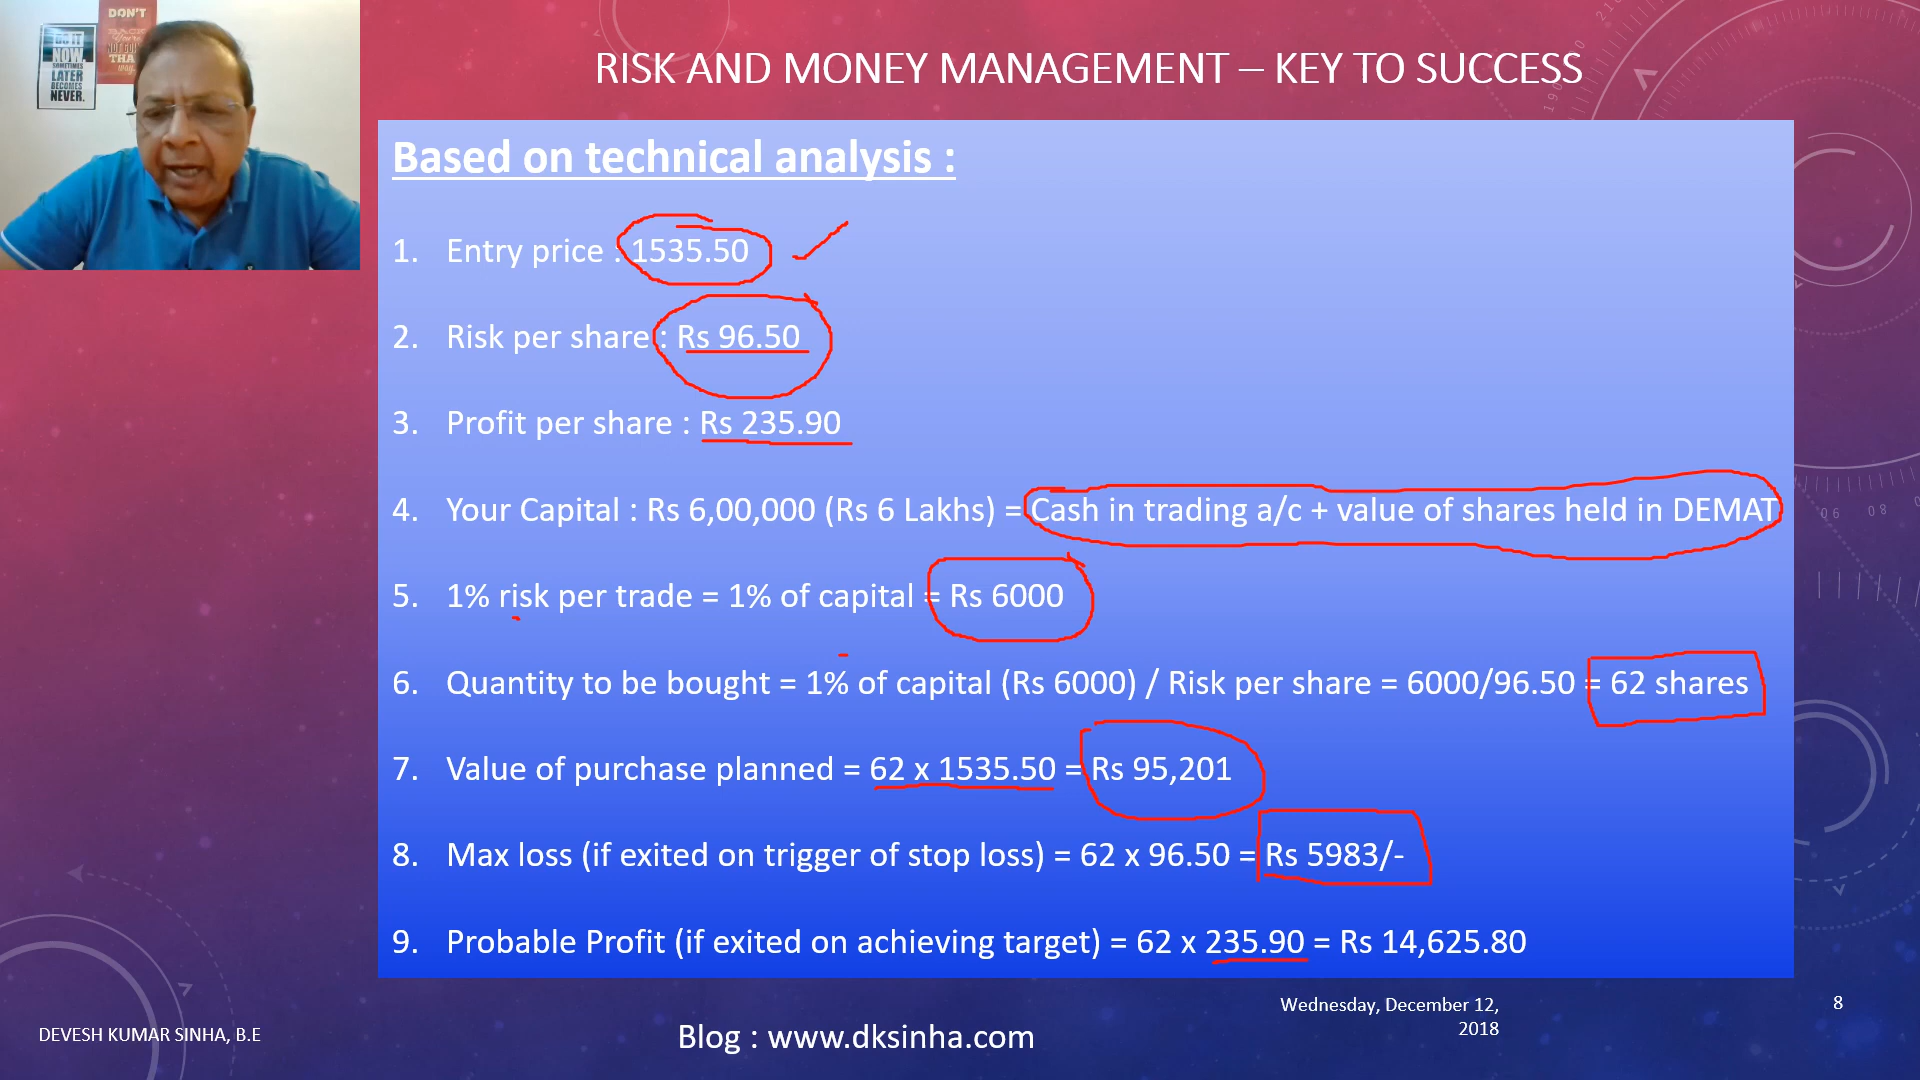 DON'T
THA
way.
DO IT
NOW.
SOMETIMES
LATER
BECOMES
NEVER.
RISK AND MONEY MANAGEMENT – KEY TO SUCCESS
Based on technical analysis :
1. Entry price : 1535.50
2. Risk per share : Rs 96.50
3. Profit per share : Rs 235.90
4. Your Capital : Rs 6,00,000 (Rs 6 Lakhs) = Cash in trading a/c + value of shares held in DEMAT
5. 1% risk per trade = 1% of capital = Rs 6000
6. Quantity to be bought = 1% of capital (Rs 6000) / Risk per share = 6000/96.50 = 62 shares
7. Value of purchase planned = 62 x 1535.50 = Rs 95,201
8. Max loss (if exited on trigger of stop loss) = 62 x 96.50 = Rs 5983/-
9. Probable Profit (if exited on achieving target) = 62 x 235.90 = Rs 14,625.80
DEVESH KUMAR SINHA, B.E
Blog : www.dksinha.com
Wednesday, December 12,
2018
8